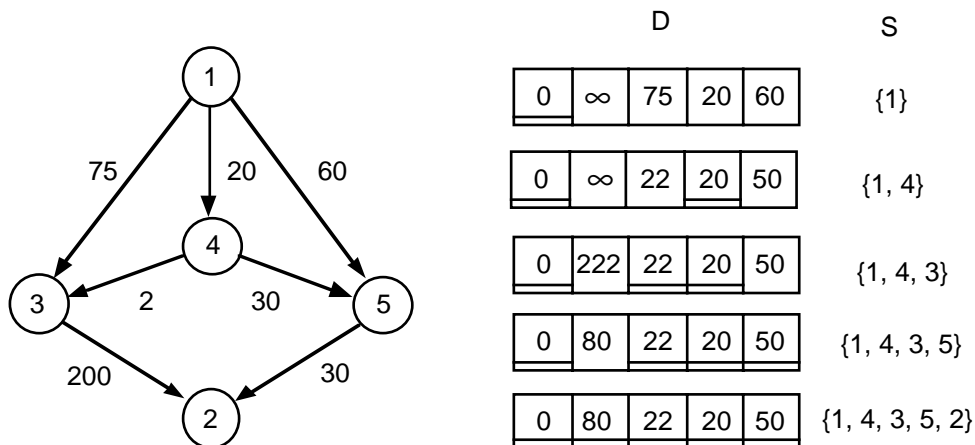 D S
1
0 ∞ 75 20 60 {1}
75 20 60
0 ∞ 22 20 50 {1, 4}
4
0 222 22 20 50 {1, 4, 3}
3 2 30 5
0 80 22 20 50 {1, 4, 3, 5}
200 30
2
0 80 22 20 50 {1, 4, 3, 5, 2}